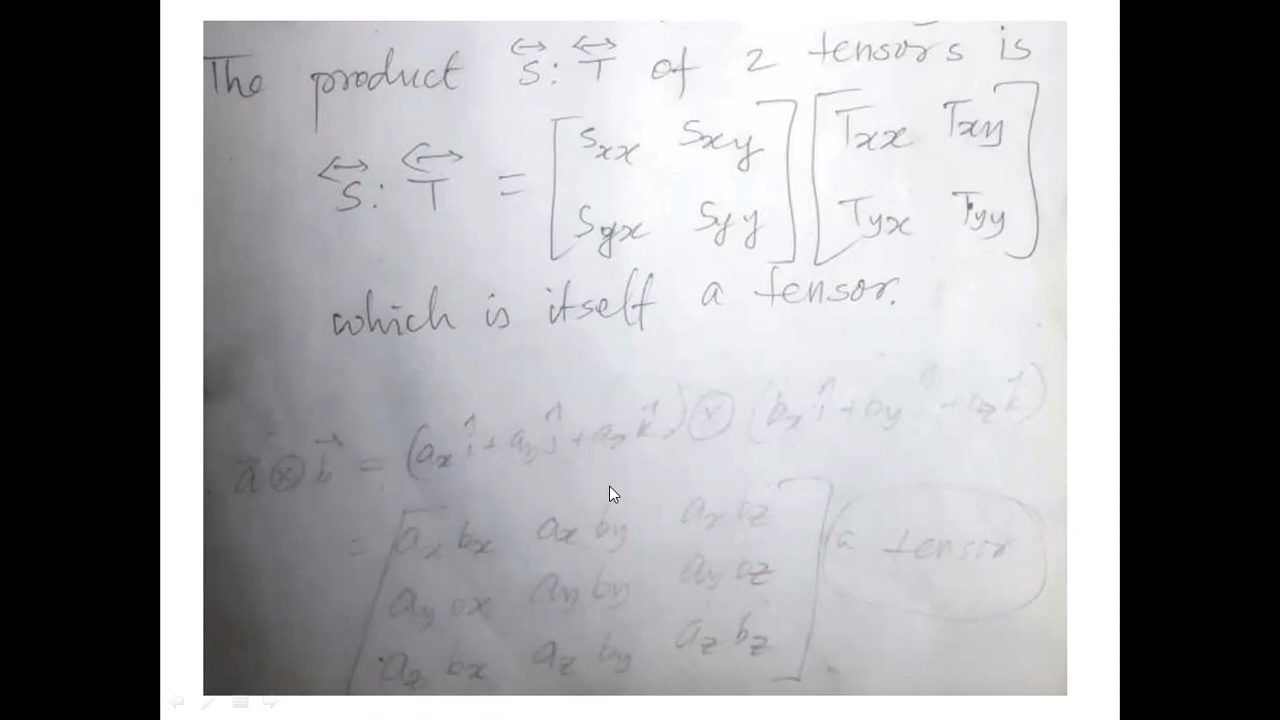 The product S⃡ : T⃡ of 2 tensors is
S⃡ : T⃡ = [Sxx Sxy] [Txx Txy]
[Syx Syy] [Tyx Tyy]
which is itself a tensor.
a⃗ ⊗ b⃗ = (ax î + ay ĵ + az k⃗) ⊗ (bx î + by + bz k⃗)
= [ax bx ax by ax bz] (a tensor)
ay bx ay by ay bz
az bx az by az bz]